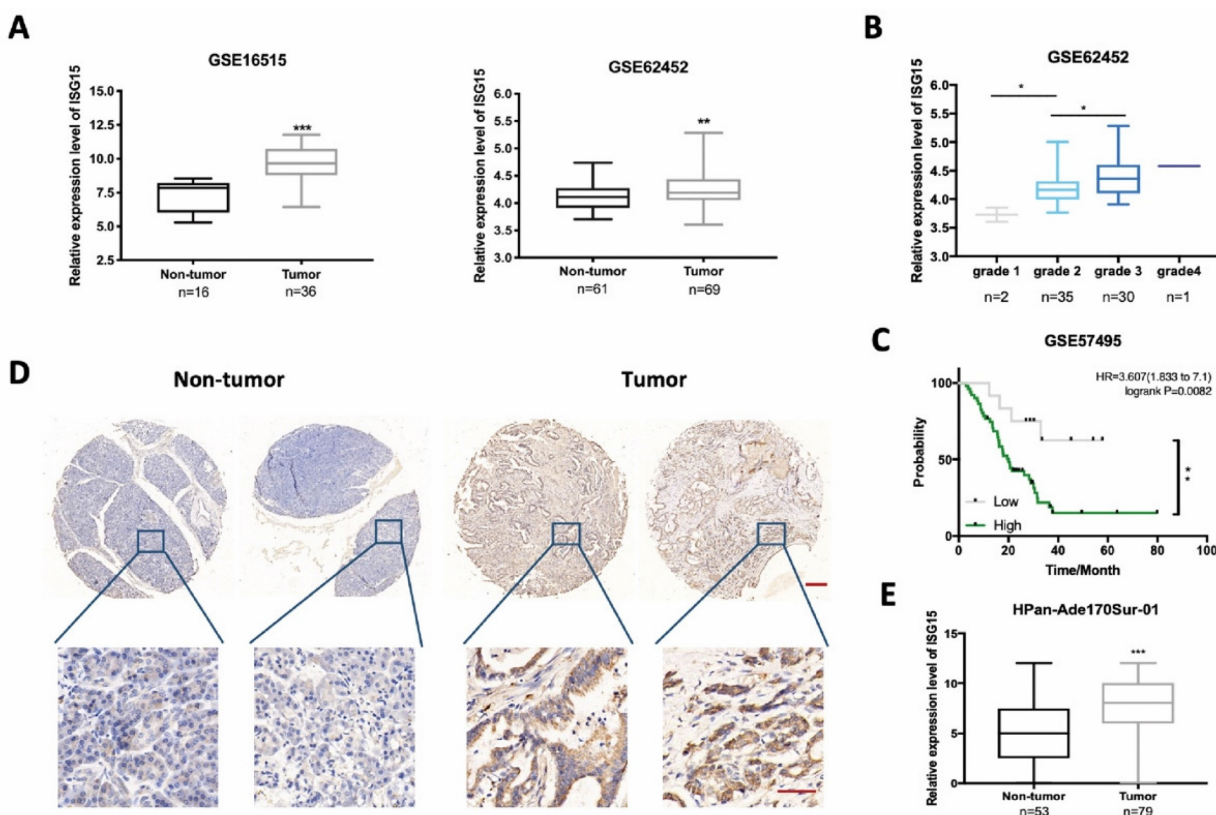 A
GSE16515
Relative expression level of ISG15
15.0
12.5
10.0
7.5
5.0
2.5
***
Non-tumor
Tumor
n=16
n=36
GSE62452
Relative expression level of ISG15
6.0
5.5
5.0
4.5
4.0
3.5
3.0
**
Non-tumor
Tumor
n=61
n=69
B
GSE62452
Relative expression level of ISG15
6.0
5.5
5.0
4.5
4.0
3.5
3.0
*
*
grade 1
grade 2
grade 3
grade4
n=2
n=35
n=30
n=1
C
GSE57495
HR=3.607(1.833 to 7.1)
logrank P=0.0082
Probability
100
50
0
Low
High
**
0 20 40 60 80 100
Time/Month
D
Non-tumor
Tumor
E
HPan-Ade170Sur-01
Relative expression level of ISG15
15
10
5
0
***
Non-tumor
Tumor
n=53
n=79